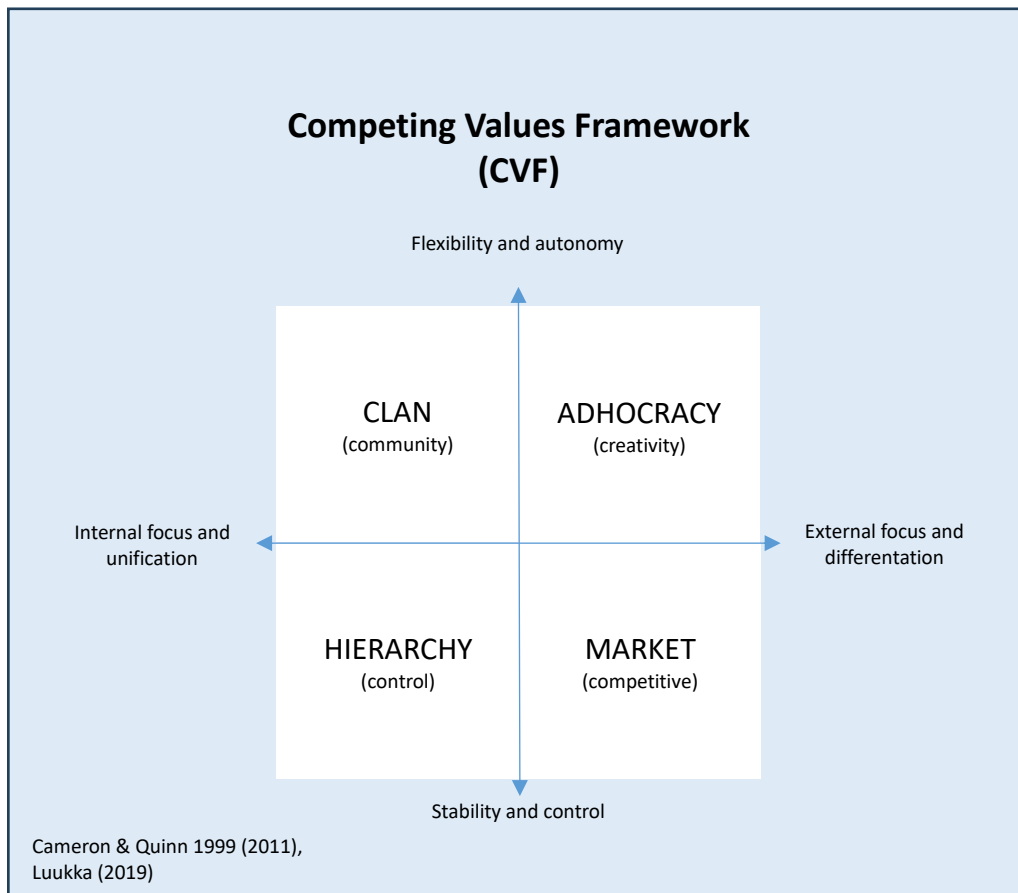 Competing Values Framework
(CVF)
Flexibility and autonomy
CLAN
(community)
ADHOCRACY
(creativity)
Internal focus and
unification
External focus and
differentation
HIERARCHY
(control)
MARKET
(competitive)
Stability and control
Cameron & Quinn 1999 (2011),
Luukka (2019)